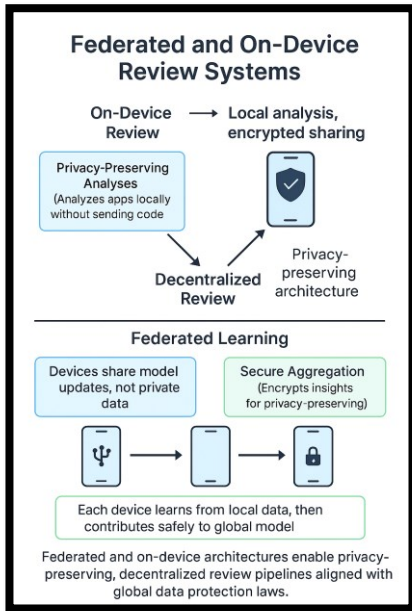 Federated and On-Device
Review Systems
On-Device
Review
Local analysis,
encrypted sharing
Privacy-Preserving
Analyses
(Analyzes apps locally
without sending code
Decentralized
Review
Privacy-
preserving
architecture
Federated Learning
Devices share model
updates, not private
data
Secure Aggregation
(Encrypts insights
for privacy-preserving)
Each device learns from local data, then
contributes safely to global model
Federated and on-device architectures enable privacy-
preserving, decentralized review pipelines aligned with
global data protection laws.